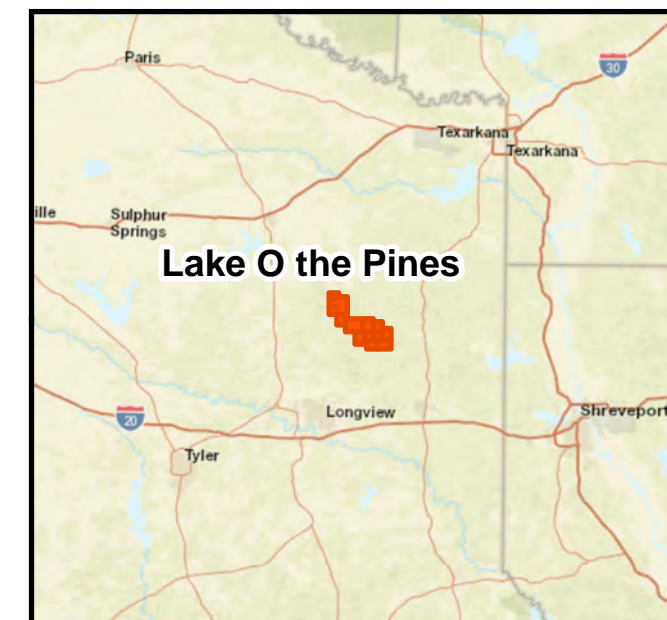 Paris
30
Texarkana
Texarkana
ille
Sulphur
Springs
Lake O the Pines
Longview
Shreveport
20
Tyler